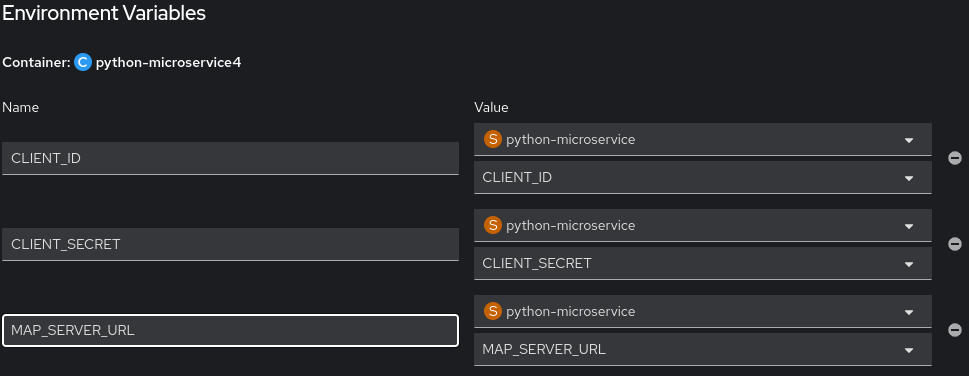 Environment Variables
Container: C python-microservice4
Name Value
S python-microservice
CLIENT_ID
CLIENT_ID
S python-microservice
CLIENT_SECRET
CLIENT_SECRET
S python-microservice
MAP_SERVER_URL
MAP_SERVER_URL